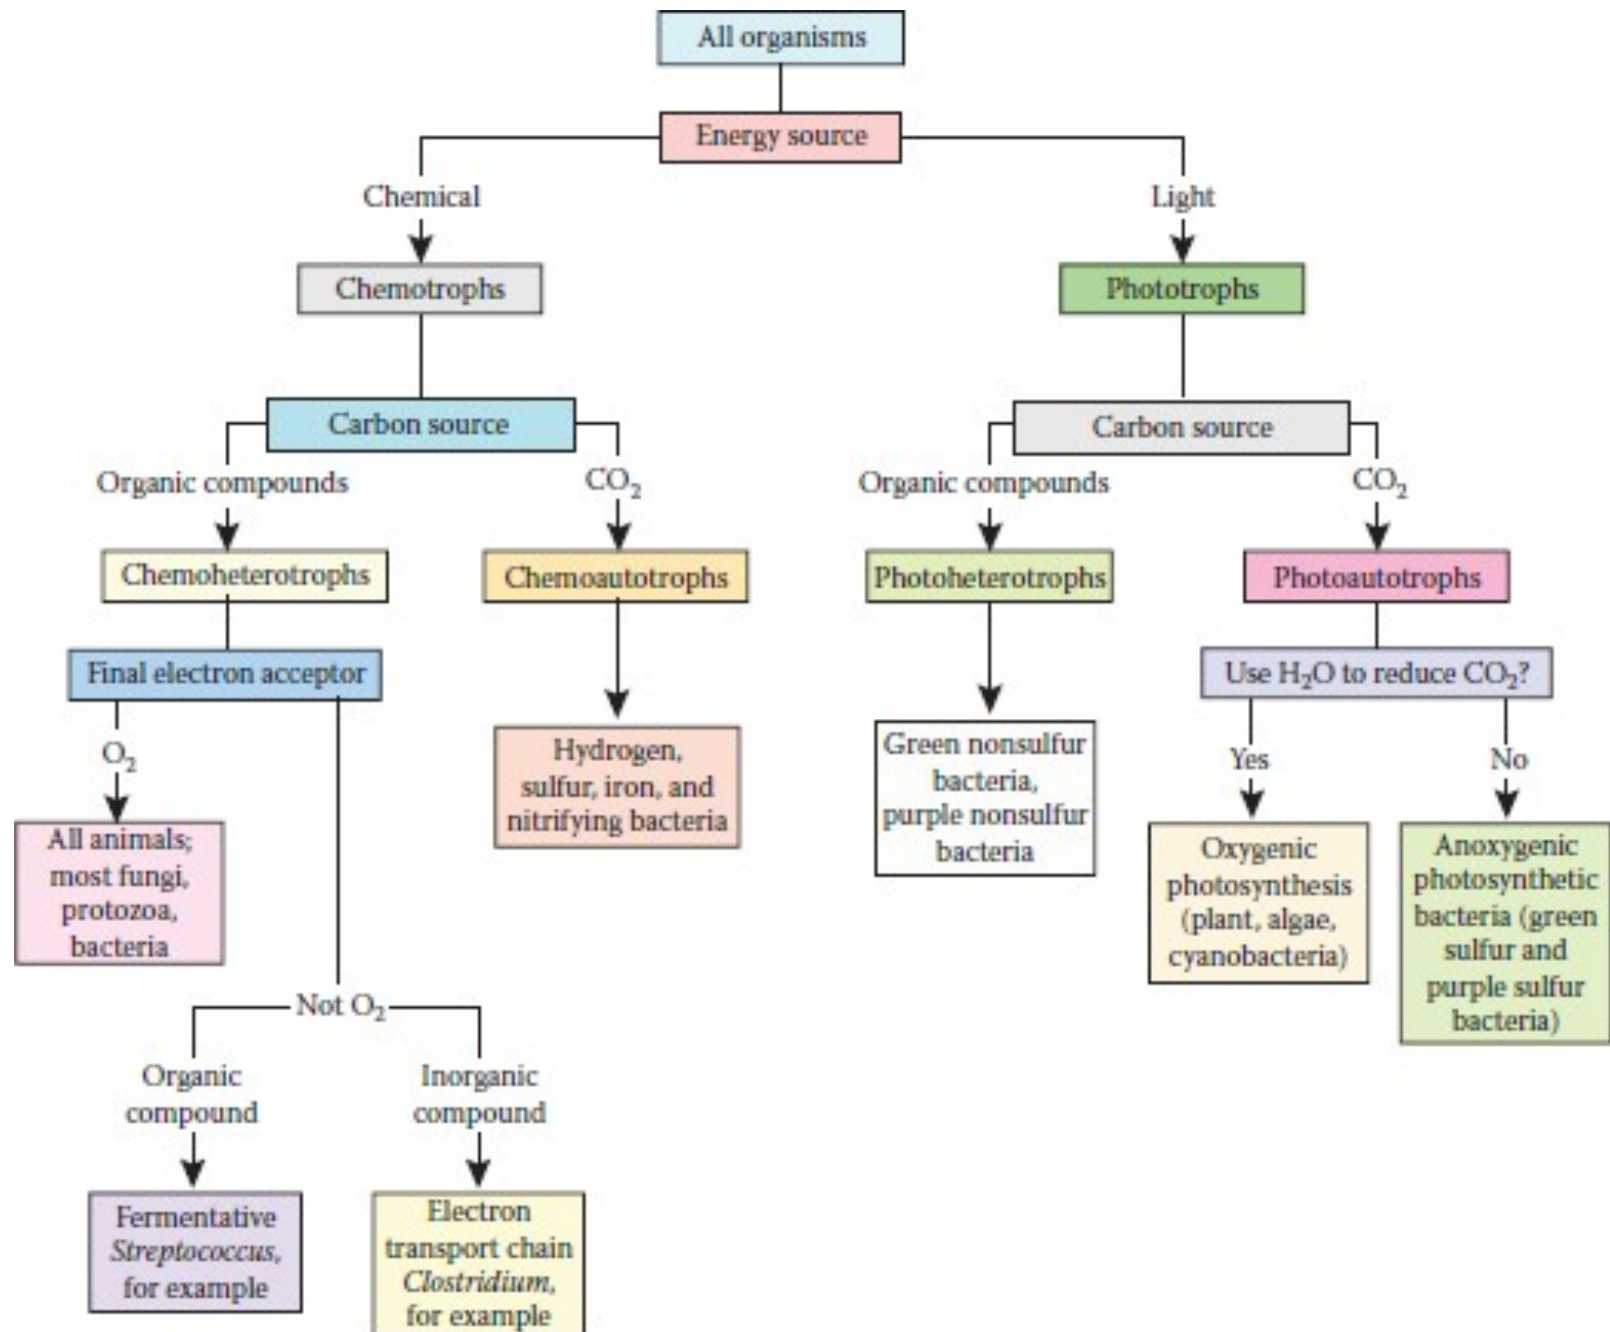 All organisms
Energy source
Chemical
Light
Chemotrophs
Phototrophs
Carbon source
Carbon source
Organic compounds
CO₂
Organic compounds
CO₂
Chemoheterotrophs
Chemoautotrophs
Photoheterotrophs
Photoautotrophs
Final electron acceptor
Use H₂O to reduce CO₂?
O₂
Yes
No
All animals;
most fungi,
protozoa,
bacteria
Hydrogen,
sulfur, iron, and
nitrifying bacteria
Green nonsulfur
bacteria,
purple nonsulfur
bacteria
Oxygenic
photosynthesis
(plant, algae,
cyanobacteria)
Anoxygenic
photosynthetic
bacteria (green
sulfur and
purple sulfur
bacteria)
Not O₂
Organic
compound
Inorganic
compound
Fermentative
Streptococcus,
for example
Electron
transport chain
Clostridium,
for example